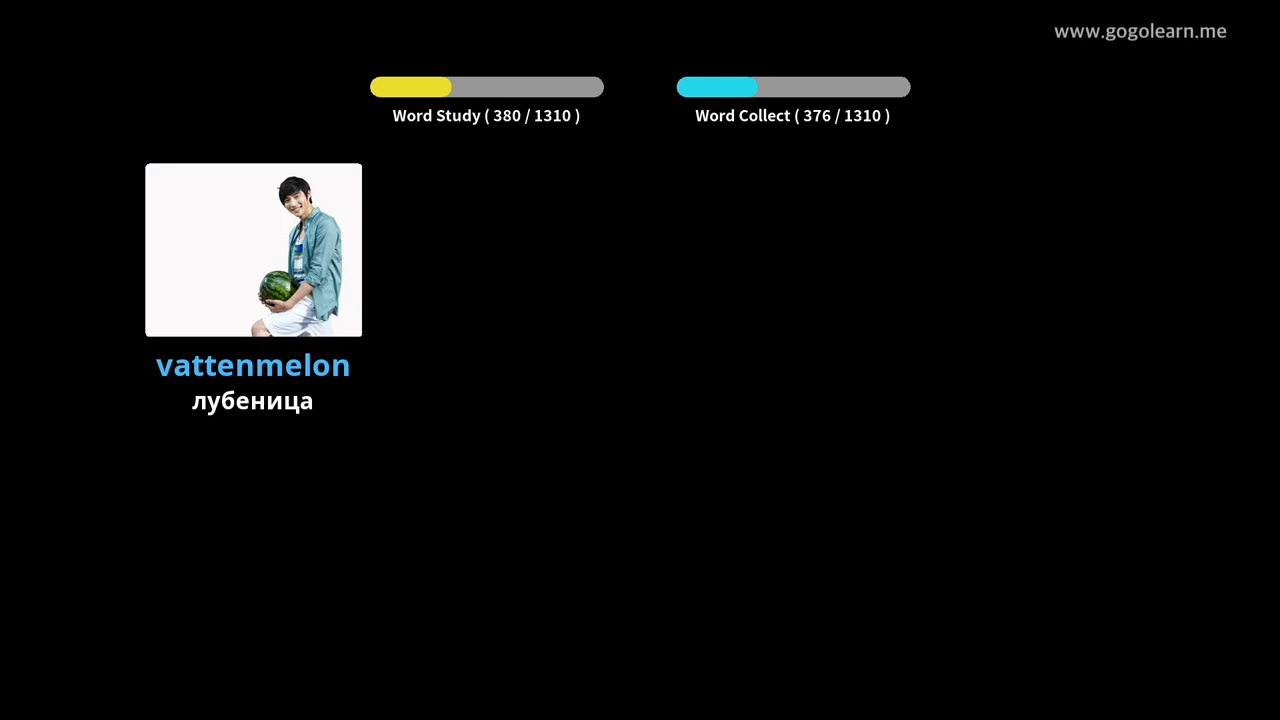 www.gogolearn.me
Word Study ( 380 / 1310 )
Word Collect ( 376 / 1310 )
vattenmelon
лубеница